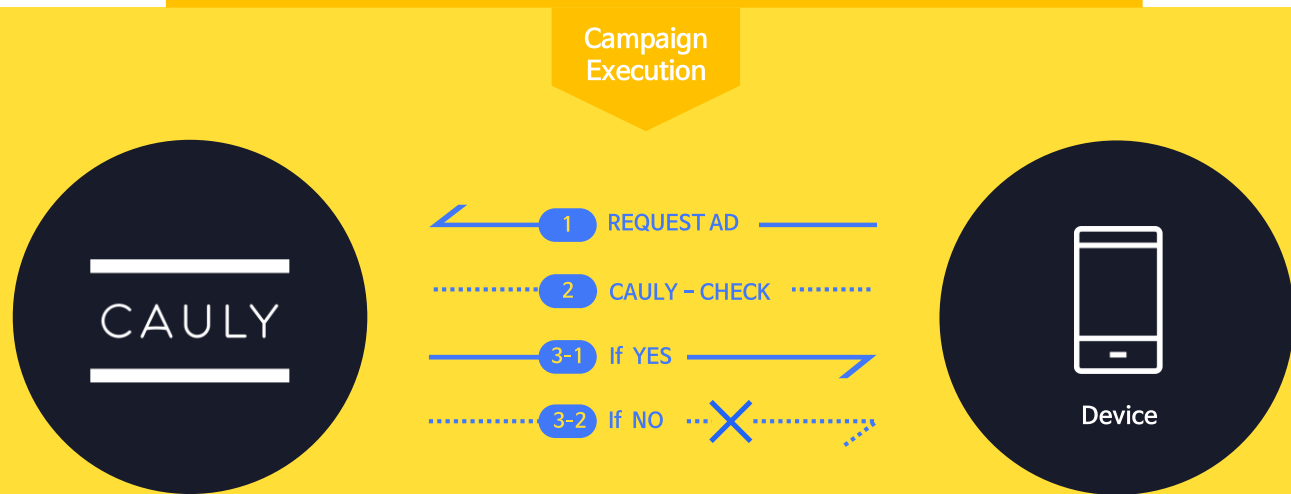 Campaign
Execution
1 REQUEST AD
2 CAULY – CHECK
3-1 If YES
3-2 If NO
CAULY
Device